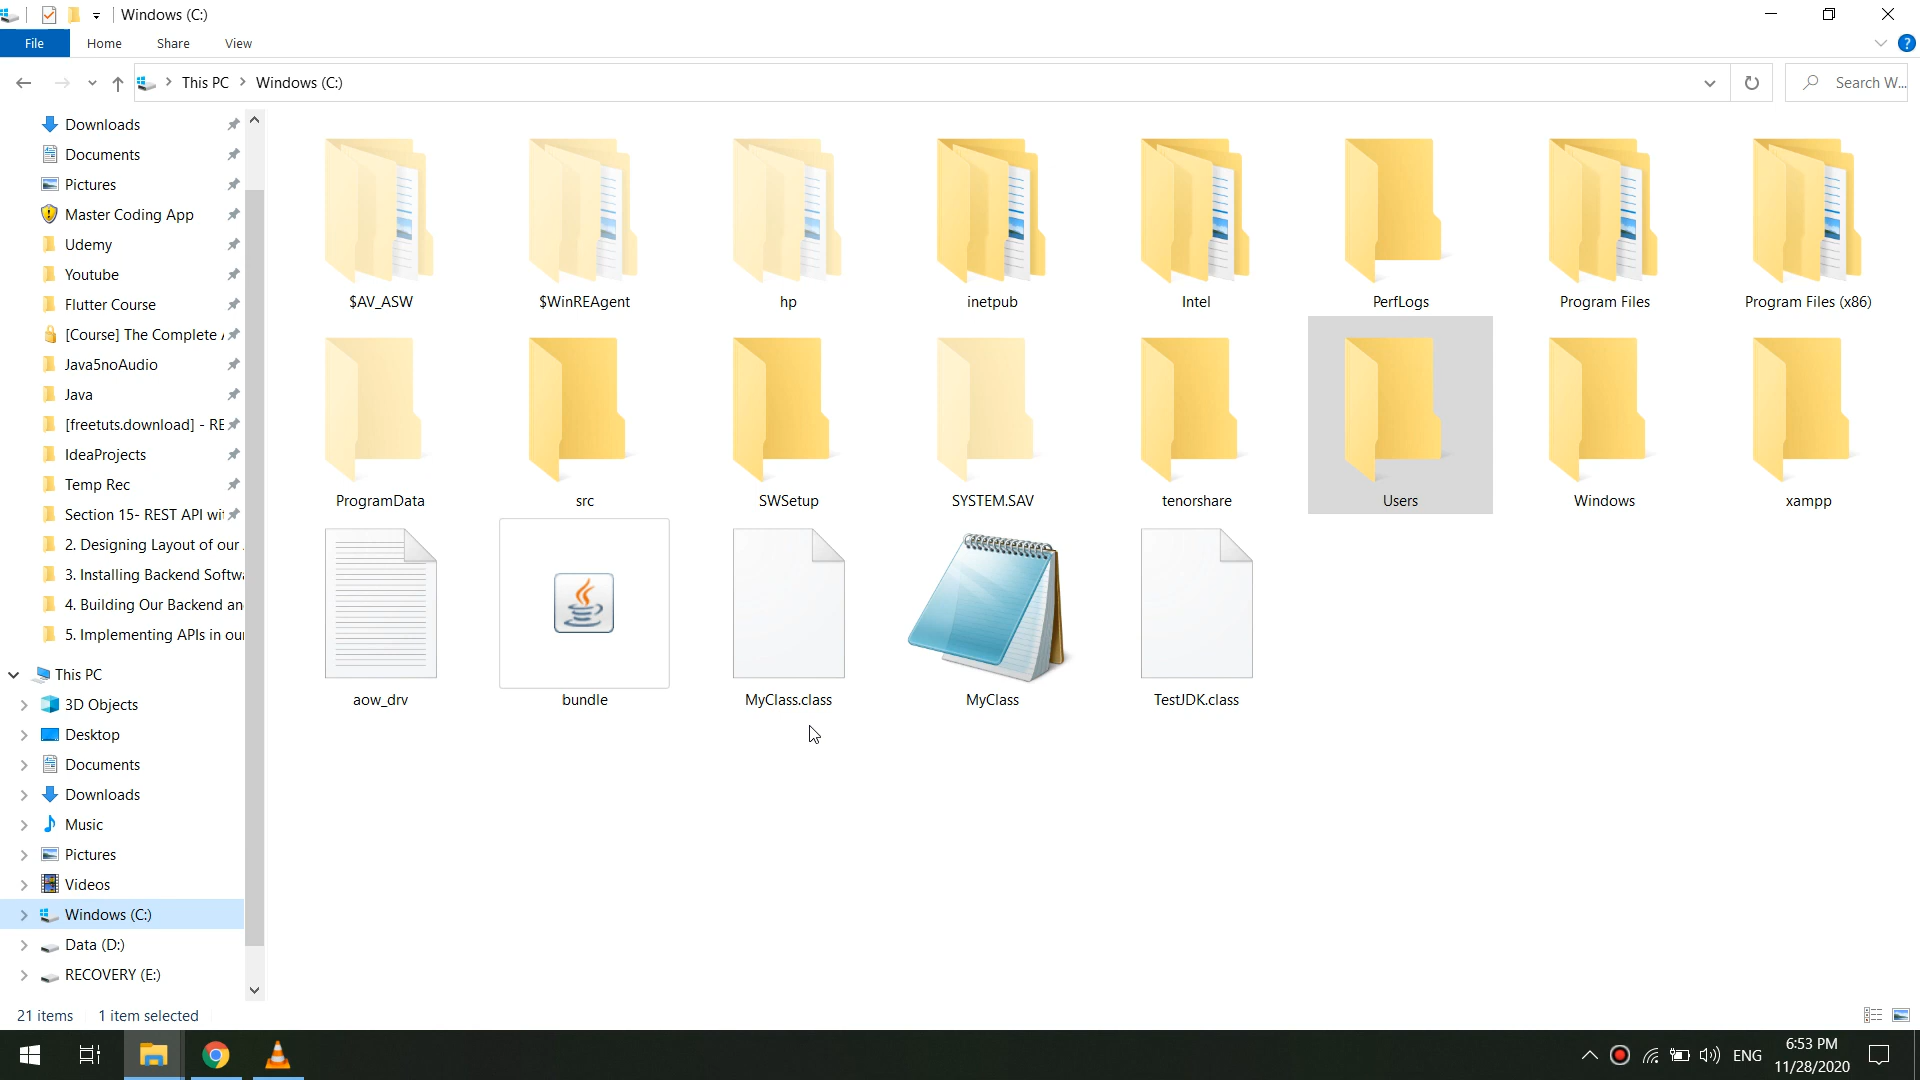 Windows (C:)
File Home Share View
This PC Windows (C:)
Search W...
Downloads
Documents
Pictures
Master Coding App
Udemy
Youtube
Flutter Course
[Course] The Complete
Java5noAudio
Java
[freetuts.download] - RE
IdeaProjects
Temp Rec
Section 15- REST API wit
2. Designing Layout of our
3. Installing Backend Softw
4. Building Our Backend an
5. Implementing APIs in ou
This PC
3D Objects
Desktop
Documents
Downloads
Music
Pictures
Videos
Windows (C:)
Data (D:)
RECOVERY (E:)
$AV_ASW
$WinREAgent
hp
inetpub
Intel
PerfLogs
Program Files
Program Files (x86)
ProgramData
src
SWSetup
SYSTEM.SAV
tenorshare
Users
Windows
xampp
aow_drv
bundle
MyClass.class
MyClass
TestJDK.class
21 items 1 item selected
ENG
6:53 PM
11/28/2020